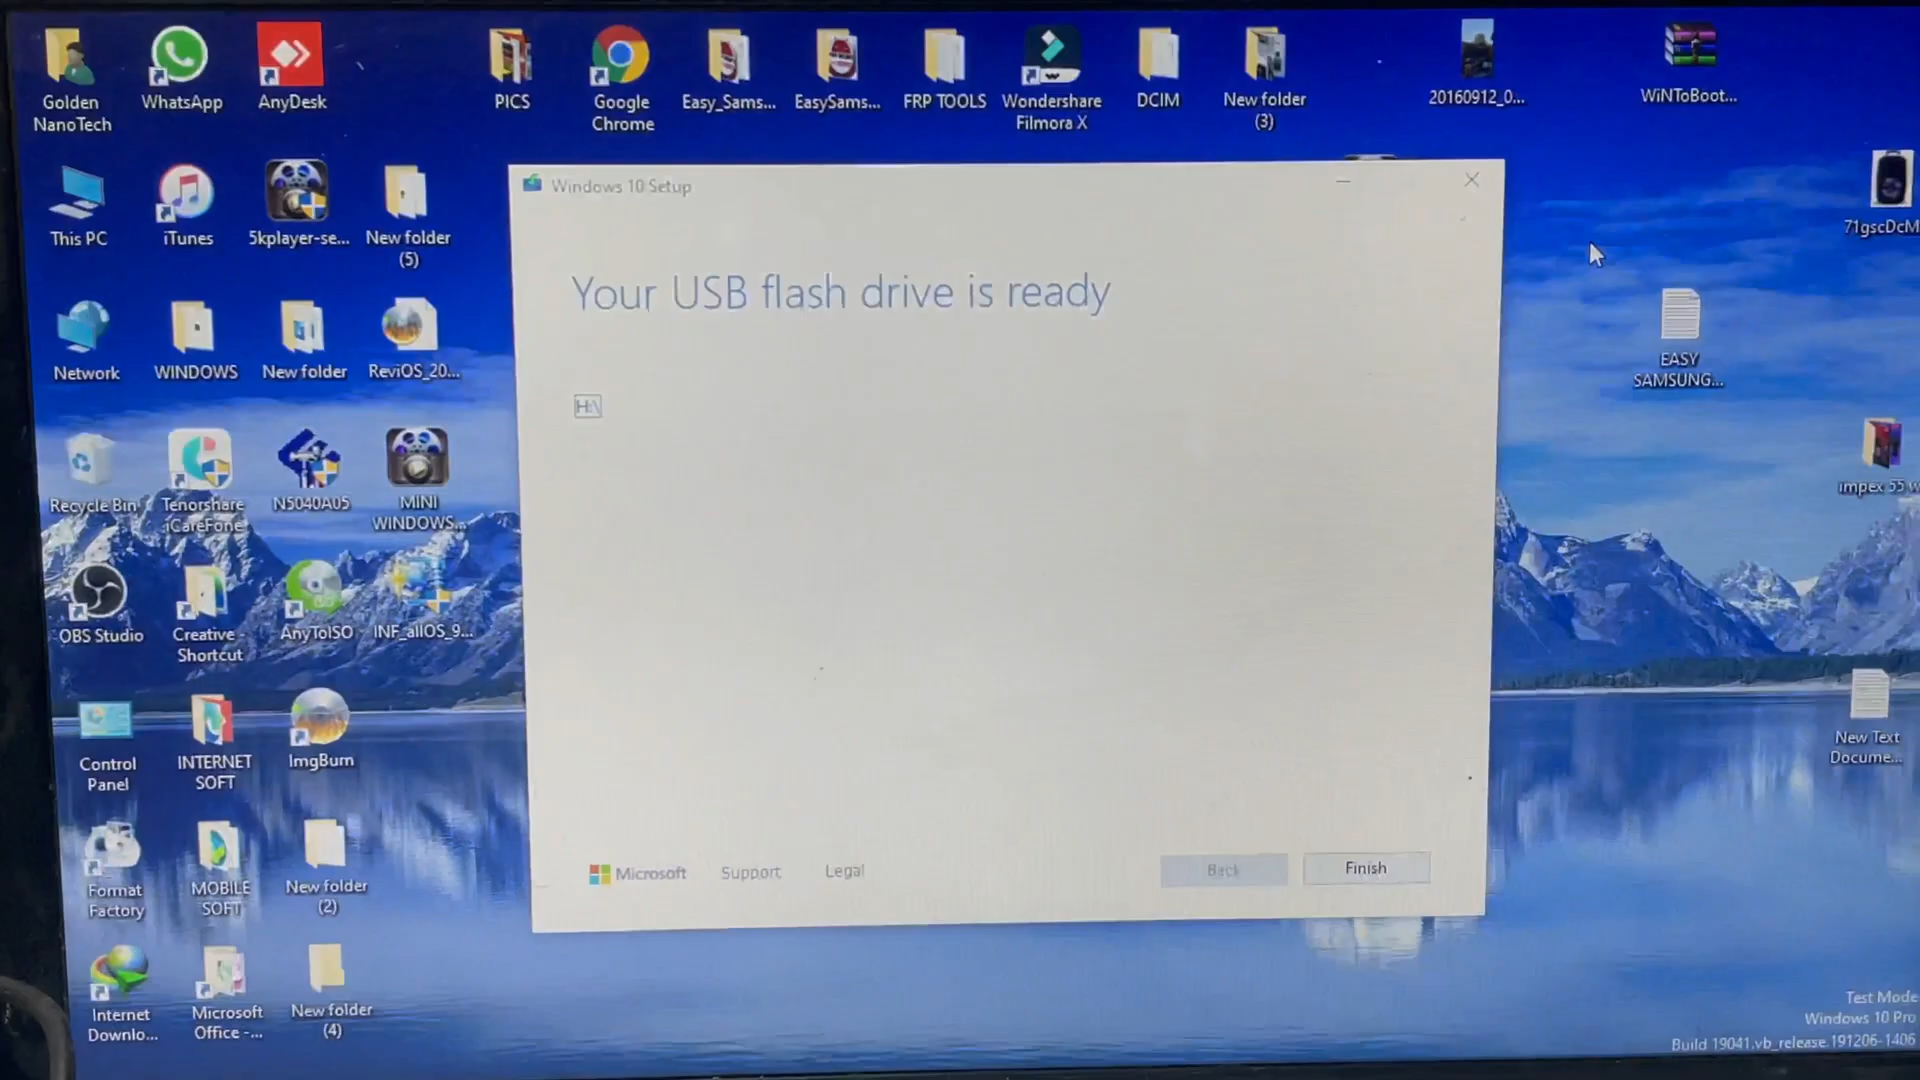 Golden
NanoTech
WhatsApp
AnyDesk
PICS
Google
Chrome
Easy_Sams...
EasySams...
FRP TOOLS
Wondershare
Filmora X
DCIM
New folder
(3)
20160912_0...
WiNToBoot...
This PC
iTunes
5kplayer-se...
New folder
(5)
Windows 10 Setup
71gscDcM
Your USB flash drive is ready
Network
WINDOWS
New folder
ReviOS_20...
EASY
SAMSUNG...
H:\
Recycle Bin
Tenorshare
iCareFone
N5040A05
MINI
WINDOWS...
impex 55 w
OBS Studio
Creative -
Shortcut
AnyToISO
INF_allOS_9...
Control
Panel
INTERNET
SOFT
ImgBurn
New Text
Docume...
Format
Factory
MOBILE
SOFT
New folder
(2)
Microsoft
Support
Legal
Back
Finish
Internet
Downlo...
Microsoft
Office -...
New folder
(4)
Test Mode
Windows 10 Pro
Build 19041.vb_release.191206-1406